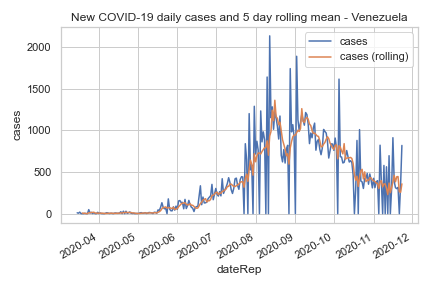 New COVID-19 daily cases and 5 day rolling mean - Venezuela
cases
cases (rolling)
2000
1500
1000
500
0
cases
2020-04
2020-05
2020-06
2020-07
2020-08
2020-09
2020-10
2020-11
2020-12
dateRep